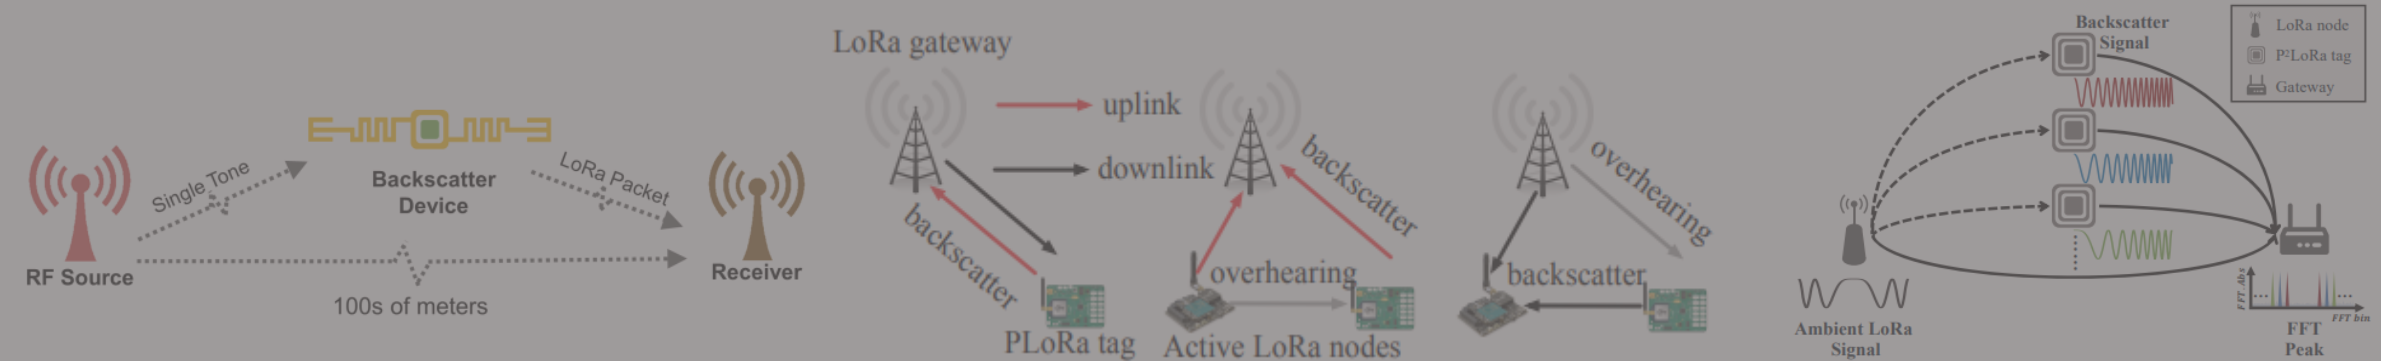 Single Tone
Backscatter
Device
LoRa Packet
RF Source
Receiver
100s of meters
LoRa gateway
uplink
downlink
backscatter
PLoRa tag
backscatter
overhearing
Active LoRa nodes
overhearing
backscatter
Backscatter
Signal
LoRa node
P²LoRa tag
Gateway
Ambient LoRa
Signal
FFT Abs
FFT bin
FFT
Peak